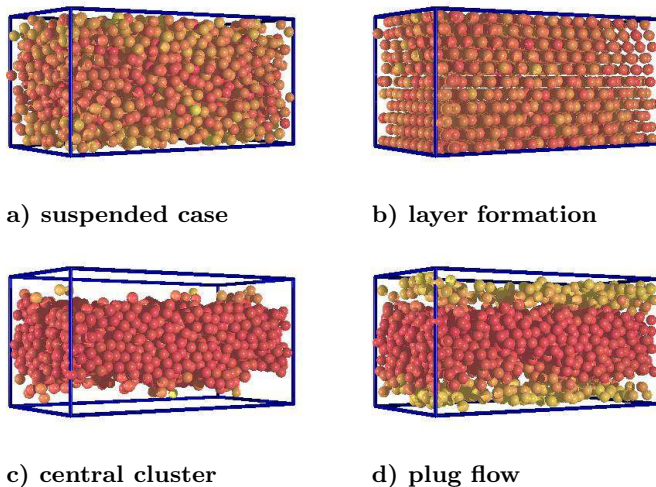 a) suspended case
b) layer formation
c) central cluster
d) plug flow